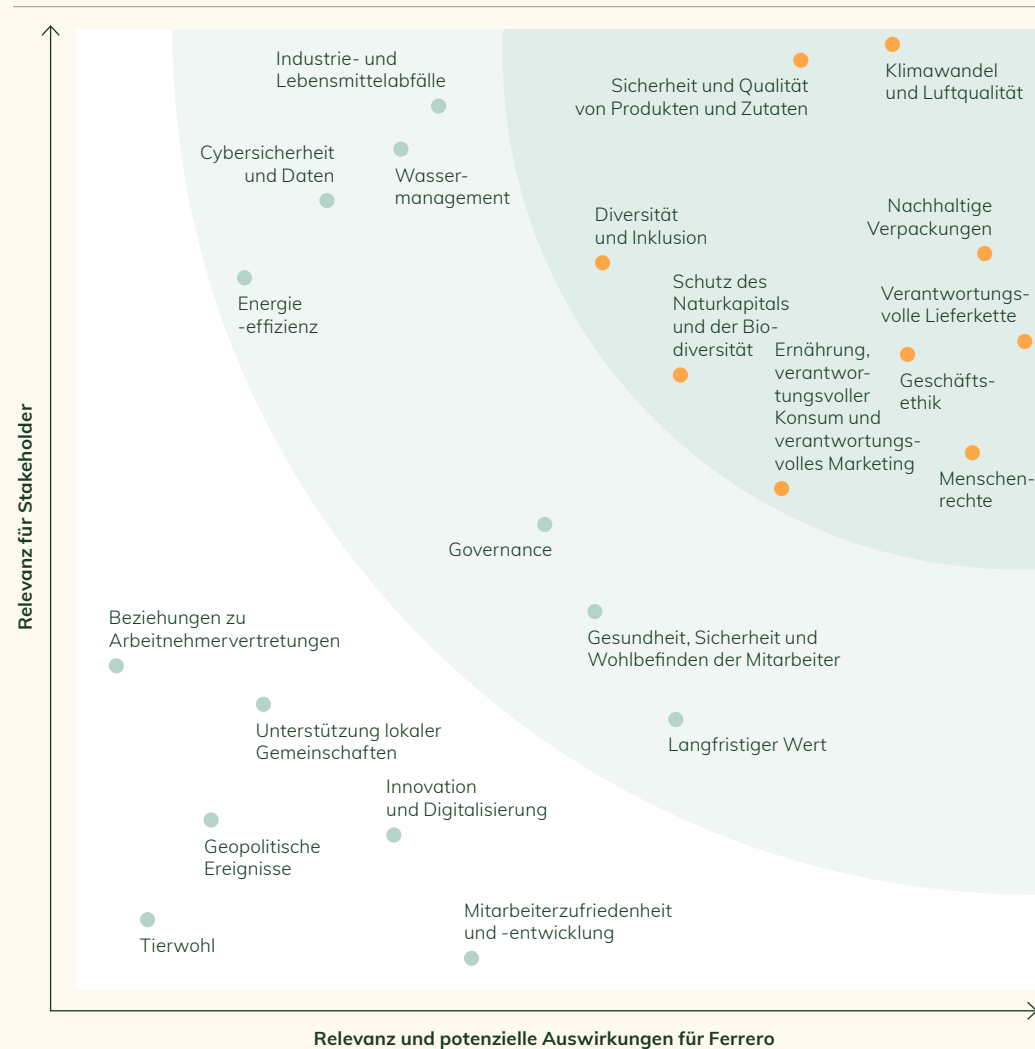 Industrie- und
Lebensmittelabfälle
Sicherheit und Qualität
von Produkten und Zutaten
Klimawandel
und Luftqualität
Cybersicherheit
und Daten
Wasser-
management
Diversität
und Inklusion
Nachhaltige
Verpackungen
Energie
-effizienz
Schutz des
Naturkapitals
und der Bio-
diversität
Verantwortungs-
volle Lieferkette
Ernährung,
verantwor-
tungsvoller
Konsum und
verantwortungs-
volles Marketing
Geschäfts-
ethik
Menschen-
rechte
Relevanz für Stakeholder
Governance
Beziehungen zu
Arbeitnehmervertretungen
Gesundheit, Sicherheit und
Wohlbefinden der Mitarbeiter
Unterstützung lokaler
Gemeinschaften
Langfristiger Wert
Innovation
und Digitalisierung
Geopolitische
Ereignisse
Mitarbeiterzufriedenheit
und -entwicklung
Tierwohl
Relevanz und potenzielle Auswirkungen für Ferrero